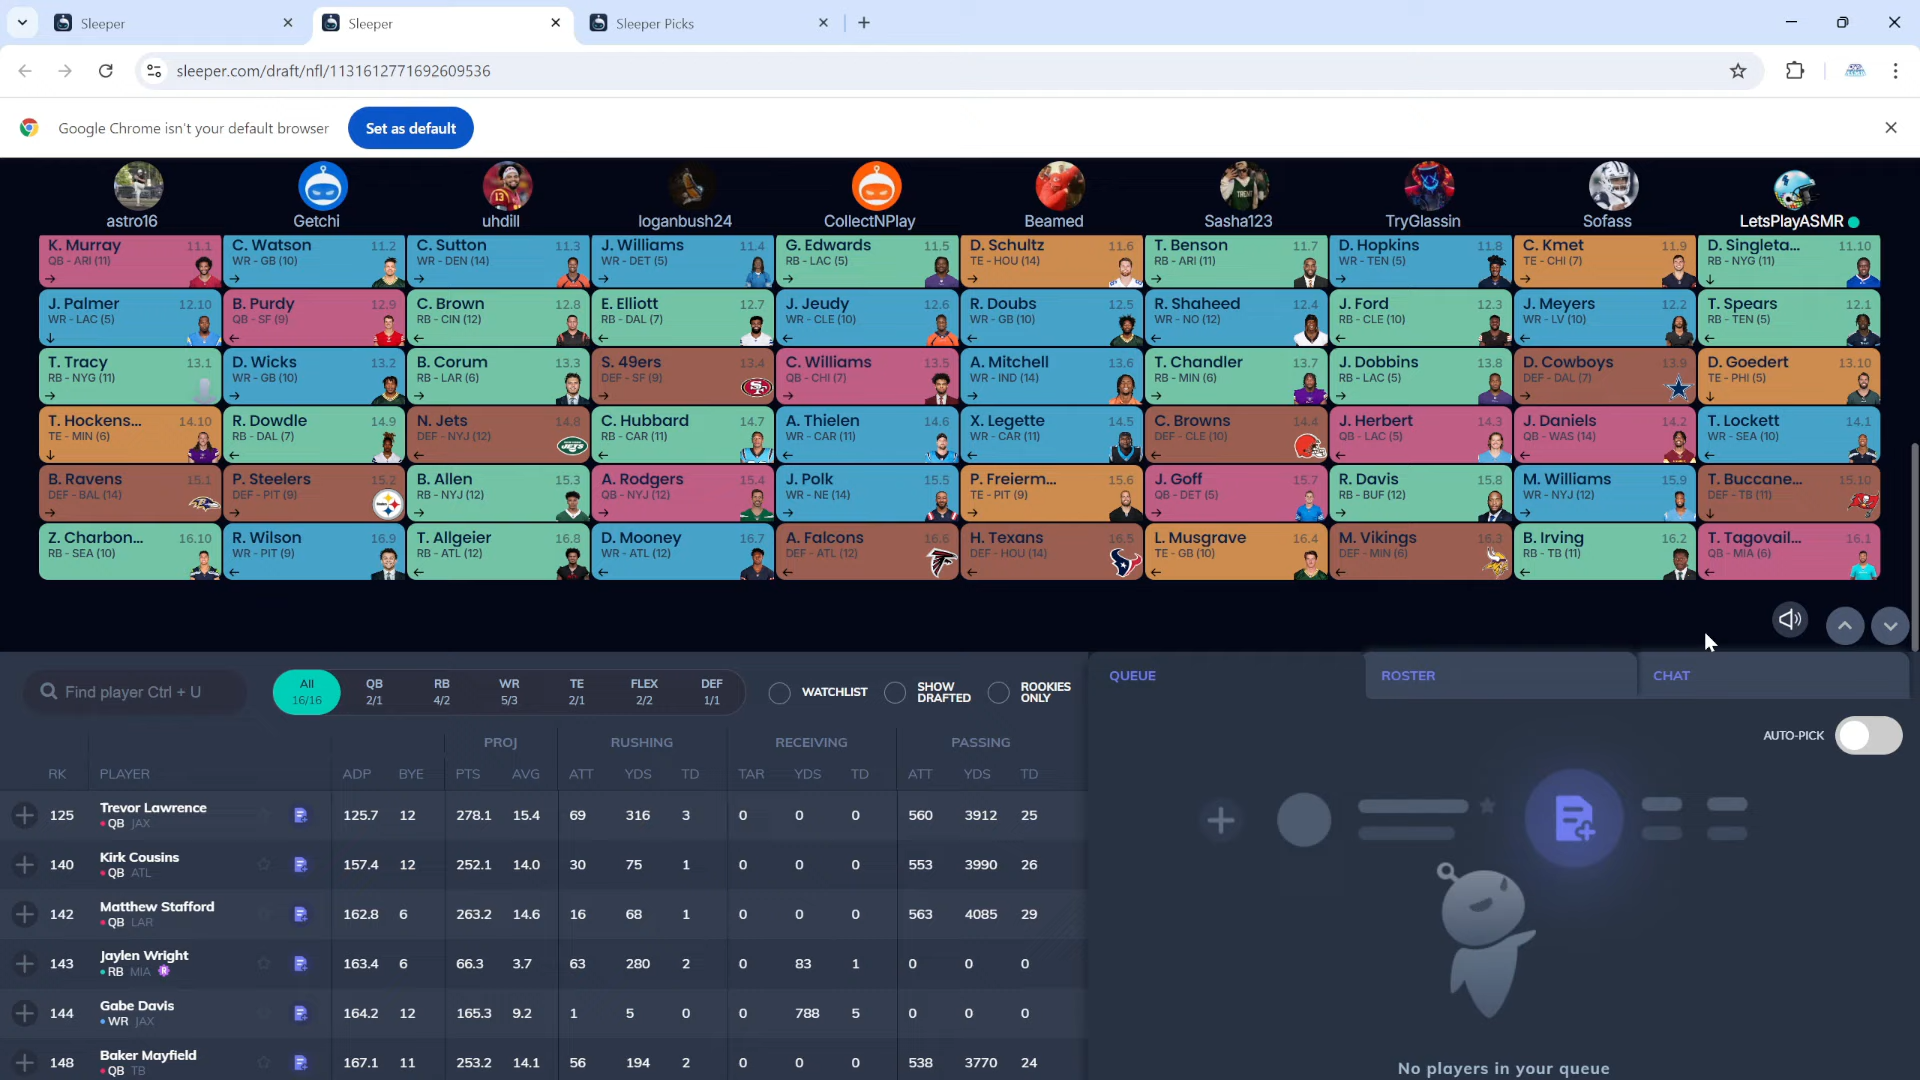 Sleeper
Sleeper
Sleeper Picks
sleeper.com/draft/nfl/1131612771692609536
Google Chrome isn't your default browser
Set as default
astro16
Getchi
uhdill
loganbush24
CollectNPlay
Beamed
Sasha123
TryGlassin
Sofass
LetsPlayASMR
K. Murray 11.1
QB - ARI (11)
C. Watson 11.2
WR - GB (10)
C. Sutton 11.3
WR - DEN (14)
J. Williams 11.4
WR - DET (5)
G. Edwards 11.5
RB - LAC (5)
D. Schultz 11.6
TE - HOU (14)
T. Benson 11.7
RB - ARI (11)
D. Hopkins 11.8
WR - TEN (5)
C. Kmet 11.9
TE - CHI (7)
D. Singleta... 11.10
RB - NYG (11)
J. Palmer 12.10
WR - LAC (5)
B. Purdy 12.9
QB - SF (9)
C. Brown 12.8
RB - CIN (12)
E. Elliott 12.7
RB - DAL (7)
J. Jeudy 12.6
WR - CLE (10)
R. Doubs 12.5
WR - GB (10)
R. Shaheed 12.4
WR - NO (12)
J. Ford 12.3
RB - CLE (10)
J. Meyers 12.2
WR - LV (10)
T. Spears 12.1
RB - TEN (5)
T. Tracy 13.1
RB - NYG (11)
D. Wicks 13.2
WR - GB (10)
B. Corum 13.3
RB - LAR (6)
S. 49ers 13.4
DEF - SF (9)
C. Williams 13.5
QB - CHI (7)
A. Mitchell 13.6
WR - IND (14)
T. Chandler 13.7
RB - MIN (6)
J. Dobbins 13.8
RB - LAC (5)
D. Cowboys 13.9
DEF - DAL (7)
D. Goedert 13.10
TE - PHI (5)
T. Hockens... 14.10
TE - MIN (6)
R. Dowdle 14.9
RB - DAL (7)
N. Jets 14.8
DEF - NYJ (12)
C. Hubbard 14.7
RB - CAR (11)
A. Thielen 14.6
WR - CAR (11)
X. Legette 14.5
WR - CAR (11)
C. Browns 14.4
DEF - CLE (10)
J. Herbert 14.3
QB - LAC (5)
J. Daniels 14.2
QB - WAS (14)
T. Lockett 14.1
WR - SEA (10)
B. Ravens 15.1
DEF - BAL (14)
P. Steelers 15.2
DEF - PIT (9)
B. Allen 15.3
RB - NYJ (12)
A. Rodgers 15.4
QB - NYJ (12)
J. Polk 15.5
WR - NE (14)
P. Freierm... 15.6
TE - PIT (9)
J. Goff 15.7
QB - DET (5)
R. Davis 15.8
RB - BUF (12)
M. Williams 15.9
WR - NYJ (12)
T. Buccane... 15.10
DEF - TB (11)
Z. Charbon... 16.10
RB - SEA (10)
R. Wilson 16.9
WR - PIT (9)
T. Allgeier 16.8
RB - ATL (12)
D. Mooney 16.7
WR - ATL (12)
A. Falcons 16.6
DEF - ATL (12)
H. Texans 16.5
DEF - HOU (14)
L. Musgrave 16.4
TE - GB (10)
M. Vikings 16.3
DEF - MIN (6)
B. Irving 16.2
RB - TB (11)
T. Tagovail... 16.1
QB - MIA (6)
Find player Ctrl + U
All
16/16
QB
2/1
RB
4/2
WR
5/3
TE
2/1
FLEX
2/2
DEF
1/1
WATCHLIST
SHOW
DRAFTED
ROOKIES
ONLY
QUEUE
ROSTER
CHAT
AUTO-PICK
PROJ RUSHING RECEIVING PASSING
RK PLAYER ADP BYE PTS AVG ATT YDS TD TAR YDS TD ATT YDS TD
125 Trevor Lawrence 125.7 12 278.1 15.4 69 316 3 0 0 0 560 3912 25
QB JAX
140 Kirk Cousins 157.4 12 252.1 14.0 30 75 1 0 0 0 553 3990 26
QB ATL
142 Matthew Stafford 162.8 6 263.2 14.6 16 68 1 0 0 0 563 4085 29
QB LAR
143 Jaylen Wright 163.4 6 66.3 3.7 63 280 2 0 83 1 0 0 0
RB MIA R
144 Gabe Davis 164.2 12 165.3 9.2 1 5 0 0 788 5 0 0 0
WR JAX
148 Baker Mayfield 167.1 11 253.2 14.1 56 194 2 0 0 0 538 3770 24
QB TB
No players in your queue